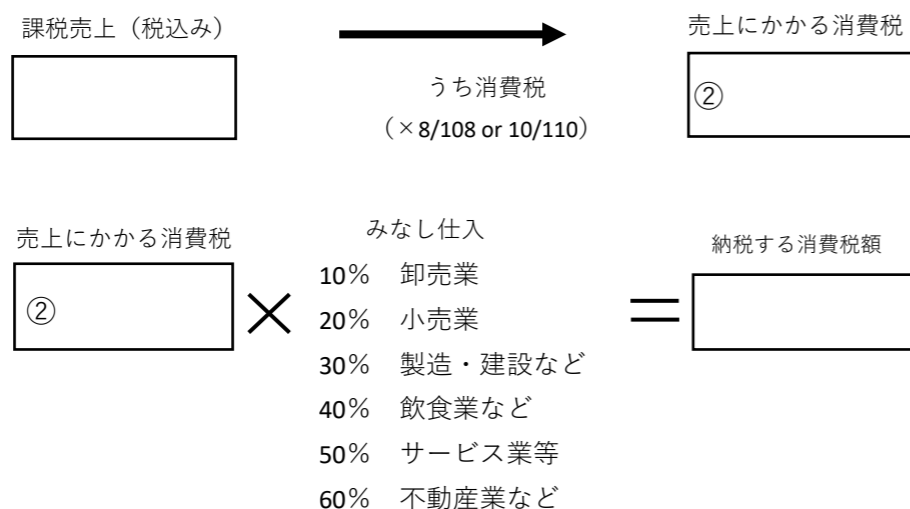 課税売上（税込み）
売上にかかる消費税
②
うち消費税
（×8/108 or 10/110）
売上にかかる消費税
②
みなし仕入
10%　卸売業
20%　小売業
30%　製造・建設など
40%　飲食業など
50%　サービス業等
60%　不動産業など
納税する消費税額